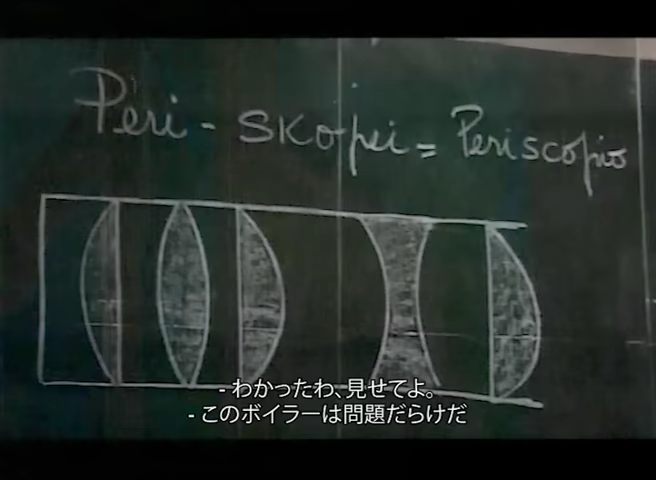 Peri - skopei = Periscopio
- わかったわ、見せてよ。
- このボイラーは問題だらけだ